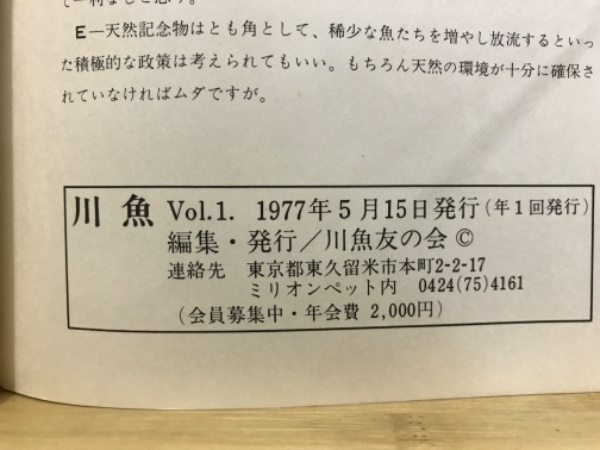 E―天然記念物はとも角として、稀少な魚たちを増やし放流するといっ
た積極的な政策は考えられてもいい。もちろん天然の環境が十分に確保さ
れていなければムダですが。
川魚 Vol.1. 1977年5月15日発行(年1回発行)
編集・発行/川魚友の会 ©
連絡先 東京都東久留米市本町2-2-17
ミリオンペット内 0424(75)4161
(会員募集中・年会費 2,000円)